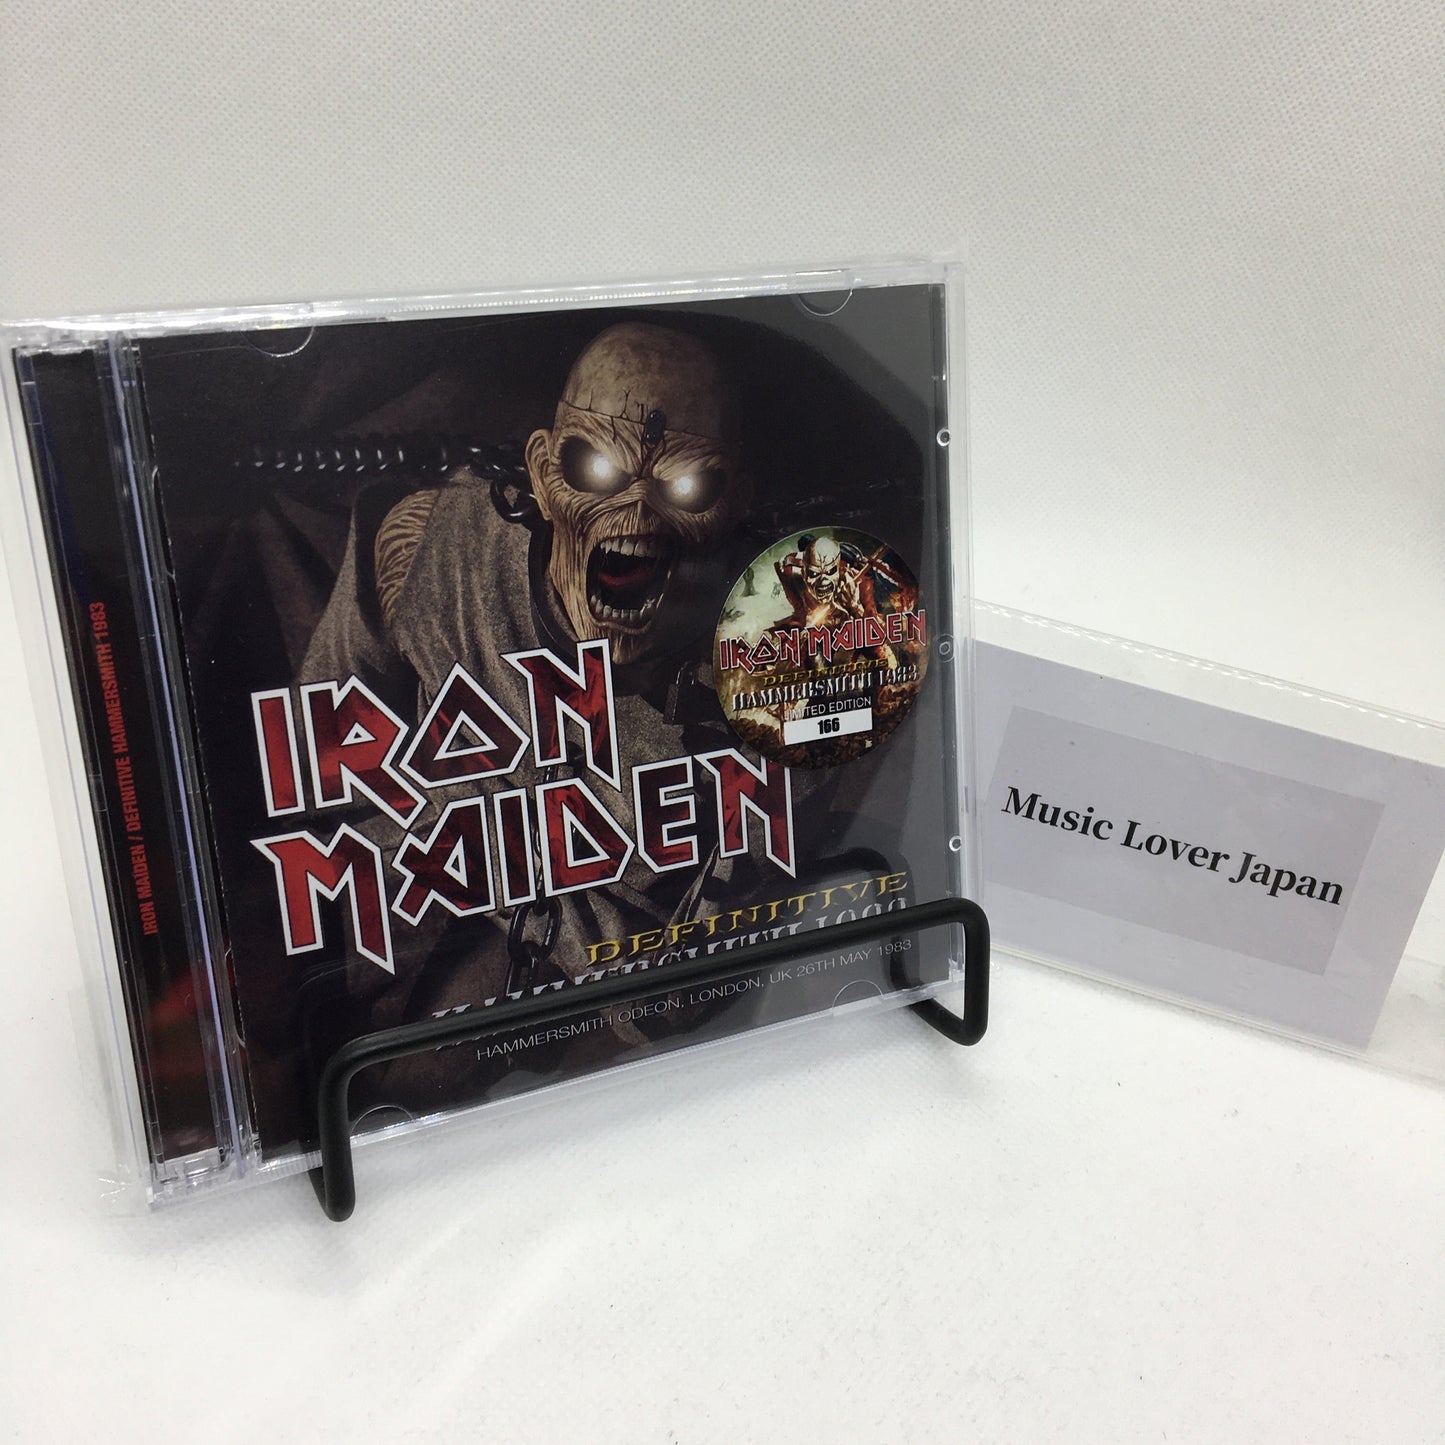 IRON MAIDEN / DEFINITIVE HAMMERSMITH 1983
IRON
MAIDEN
DEFINITIVE
HAMMERSMITH ODEON, LONDON, UK 26TH MAY 1983
IRON MAIDEN
DEFINITIVE
HAMMERSMITH 1983
LIMITED EDITION
166
Music Lover Japan